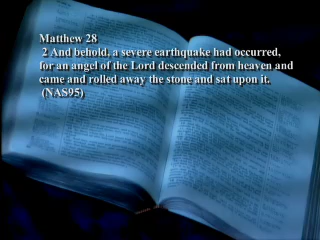 Matthew 28
2 And behold, a severe earthquake had occurred,
for an angel of the Lord descended from heaven and
came and rolled away the stone and sat upon it.
(NAS95)